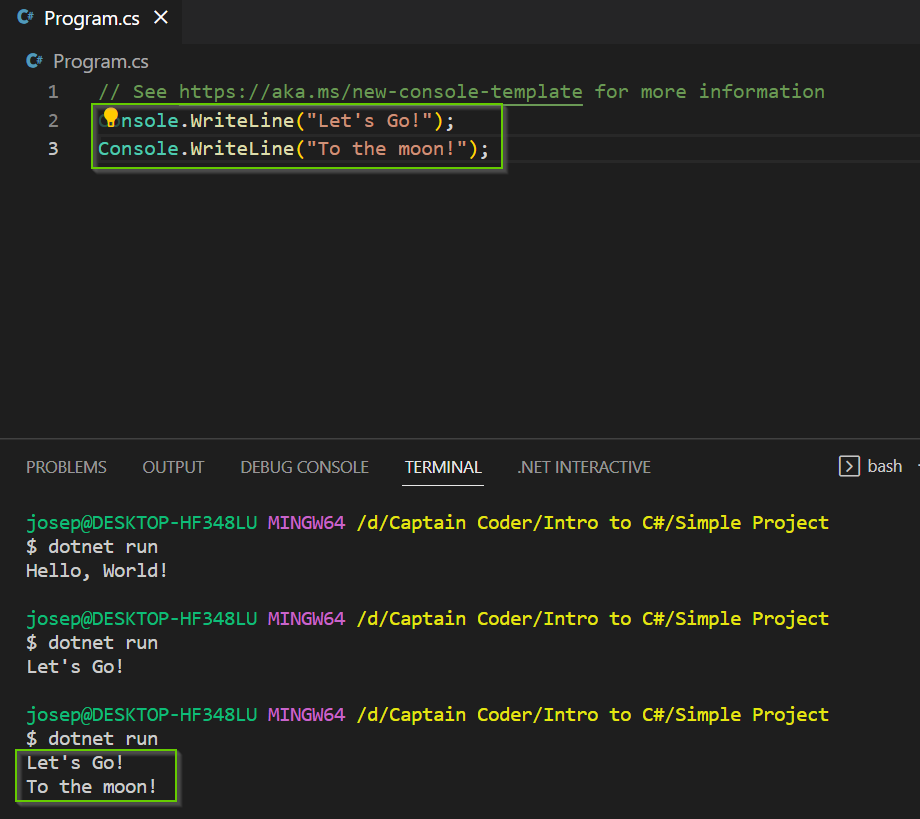 Program.cs
Program.cs
1 // See https://aka.ms/new-console-template for more information
2 Console.WriteLine("Let's Go!");
3 Console.WriteLine("To the moon!");
PROBLEMS OUTPUT DEBUG CONSOLE TERMINAL .NET INTERACTIVE bash
josep@DESKTOP-HF348LU MINGW64 /d/Captain Coder/Intro to C#/Simple Project
$ dotnet run
Hello, World!
josep@DESKTOP-HF348LU MINGW64 /d/Captain Coder/Intro to C#/Simple Project
$ dotnet run
Let's Go!
josep@DESKTOP-HF348LU MINGW64 /d/Captain Coder/Intro to C#/Simple Project
$ dotnet run
Let's Go!
To the moon!